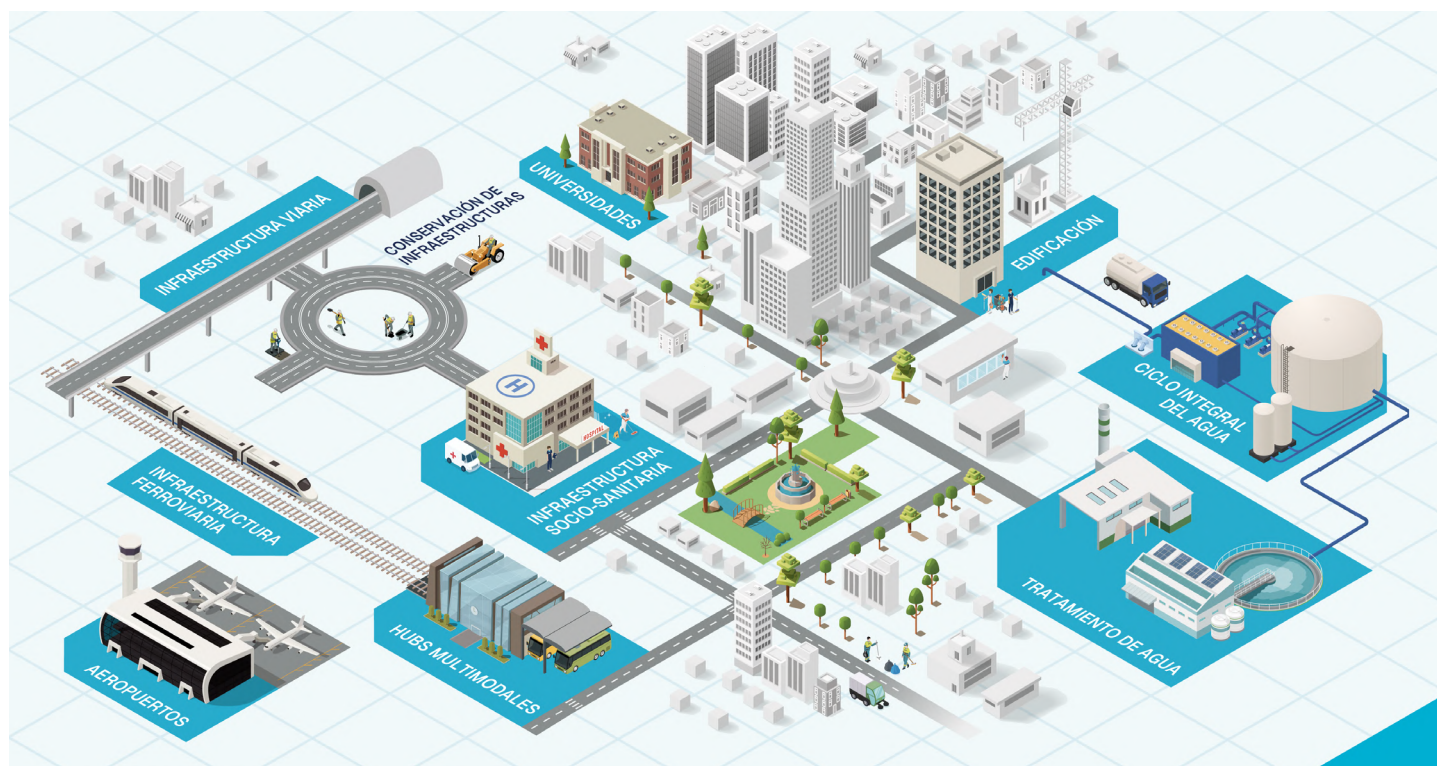 UNIVERSIDADES
INFRAESTRUCTURA VIARIA
CONSERVACIÓN DE
INFRAESTRUCTURAS
EDIFICACIÓN
CICLO INTEGRAL
DEL AGUA
H
HOSPITAL
INFRAESTRUCTURA
SOCIO-SANITARIA
INFRAESTRUCTURA
FERROVIARIA
TRATAMIENTO DE AGUA
HUBS MULTIMODALES
AEROPUERTOS